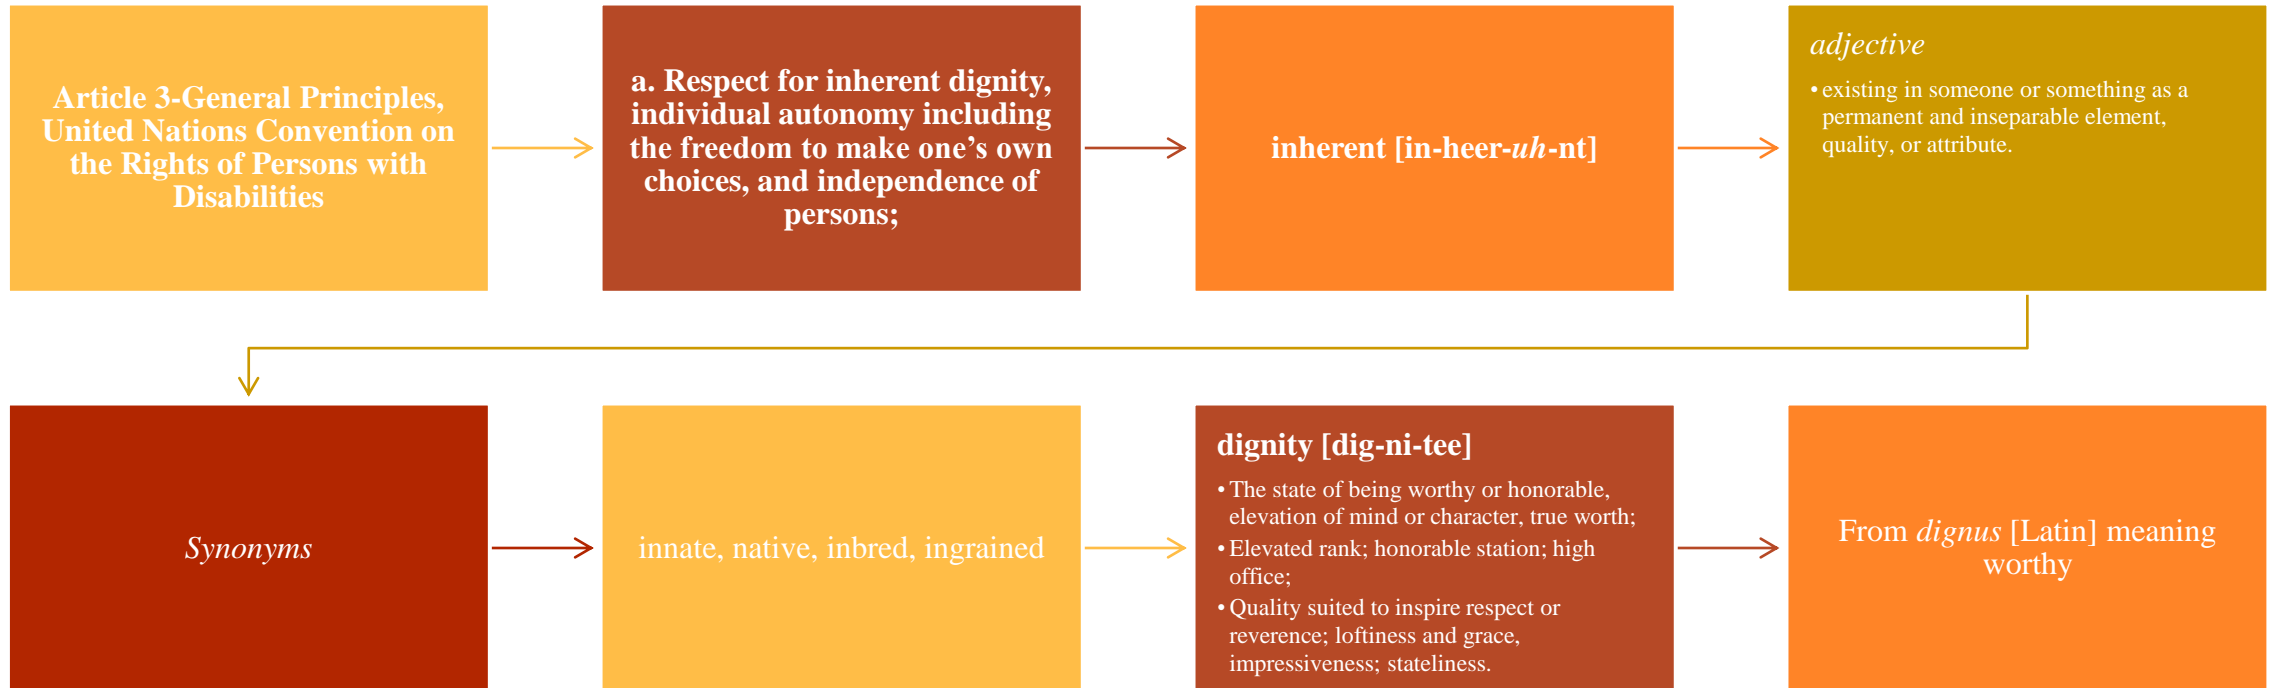 Article 3-General Principles,
United Nations Convention on
the Rights of Persons with
Disabilities
a. Respect for inherent dignity,
individual autonomy including
the freedom to make one’s own
choices, and independence of
persons;
inherent [in-heer-uh-nt]
adjective
• existing in someone or something as a
permanent and inseparable element,
quality, or attribute.
Synonyms
innate, native, inbred, ingrained
dignity [dig-ni-tee]
• The state of being worthy or honorable,
elevation of mind or character, true worth;
• Elevated rank; honorable station; high
office;
• Quality suited to inspire respect or
reverence; loftiness and grace,
impressiveness; stateliness.
From dignus [Latin] meaning
worthy